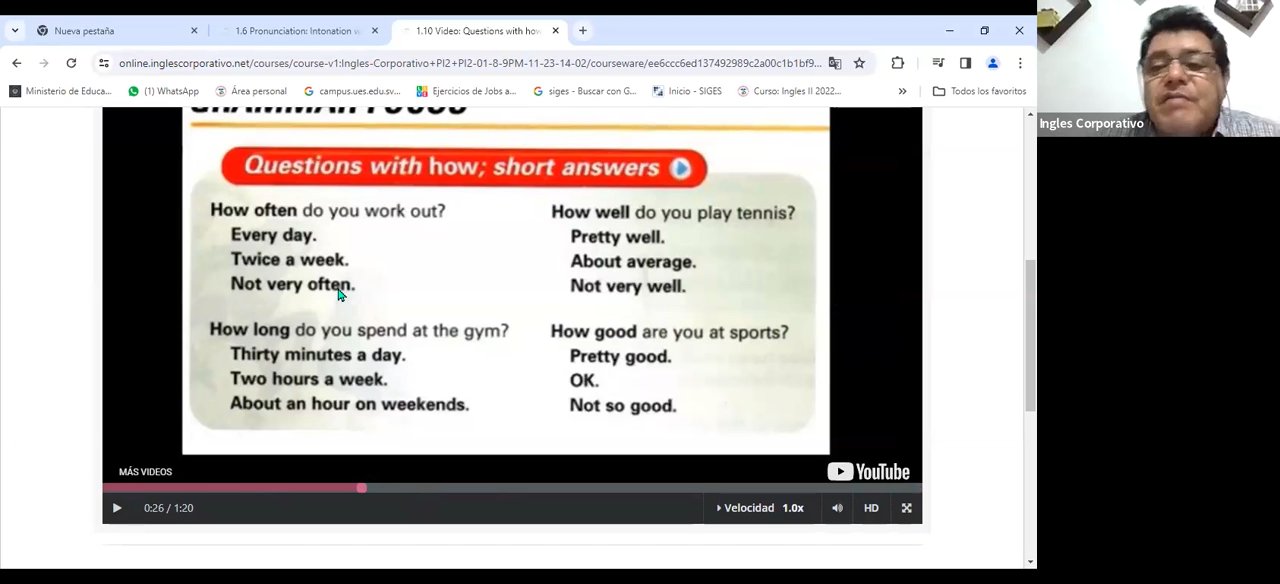 Nueva pestaña
1.6 Pronunciation: Intonation w
1.10 Video: Questions with how
online.inglescorporativo.net/courses/course-v1:Ingles-Corporativo+PI2+PI2-01-8-9PM-11-23-14-02/courseware/ee6ccc6ed137492989c2a00c1b1bf9...
Ministerio de Educa...
(1) WhatsApp
Área personal
campus.ues.edu.sv...
Ejercicios de Jobs a...
siges - Buscar con G...
Inicio - SIGES
Curso: Ingles II 2022...
»
Todos los favoritos
Ingles Corporativo
GRAMMAR FOCUS
Questions with how; short answers
How often do you work out?
Every day.
Twice a week.
Not very often.
How long do you spend at the gym?
Thirty minutes a day.
Two hours a week.
About an hour on weekends.
How well do you play tennis?
Pretty well.
About average.
Not very well.
How good are you at sports?
Pretty good.
OK.
Not so good.
MÁS VIDEOS
YouTube
0:26 / 1:20
Velocidad 1.0x
HD